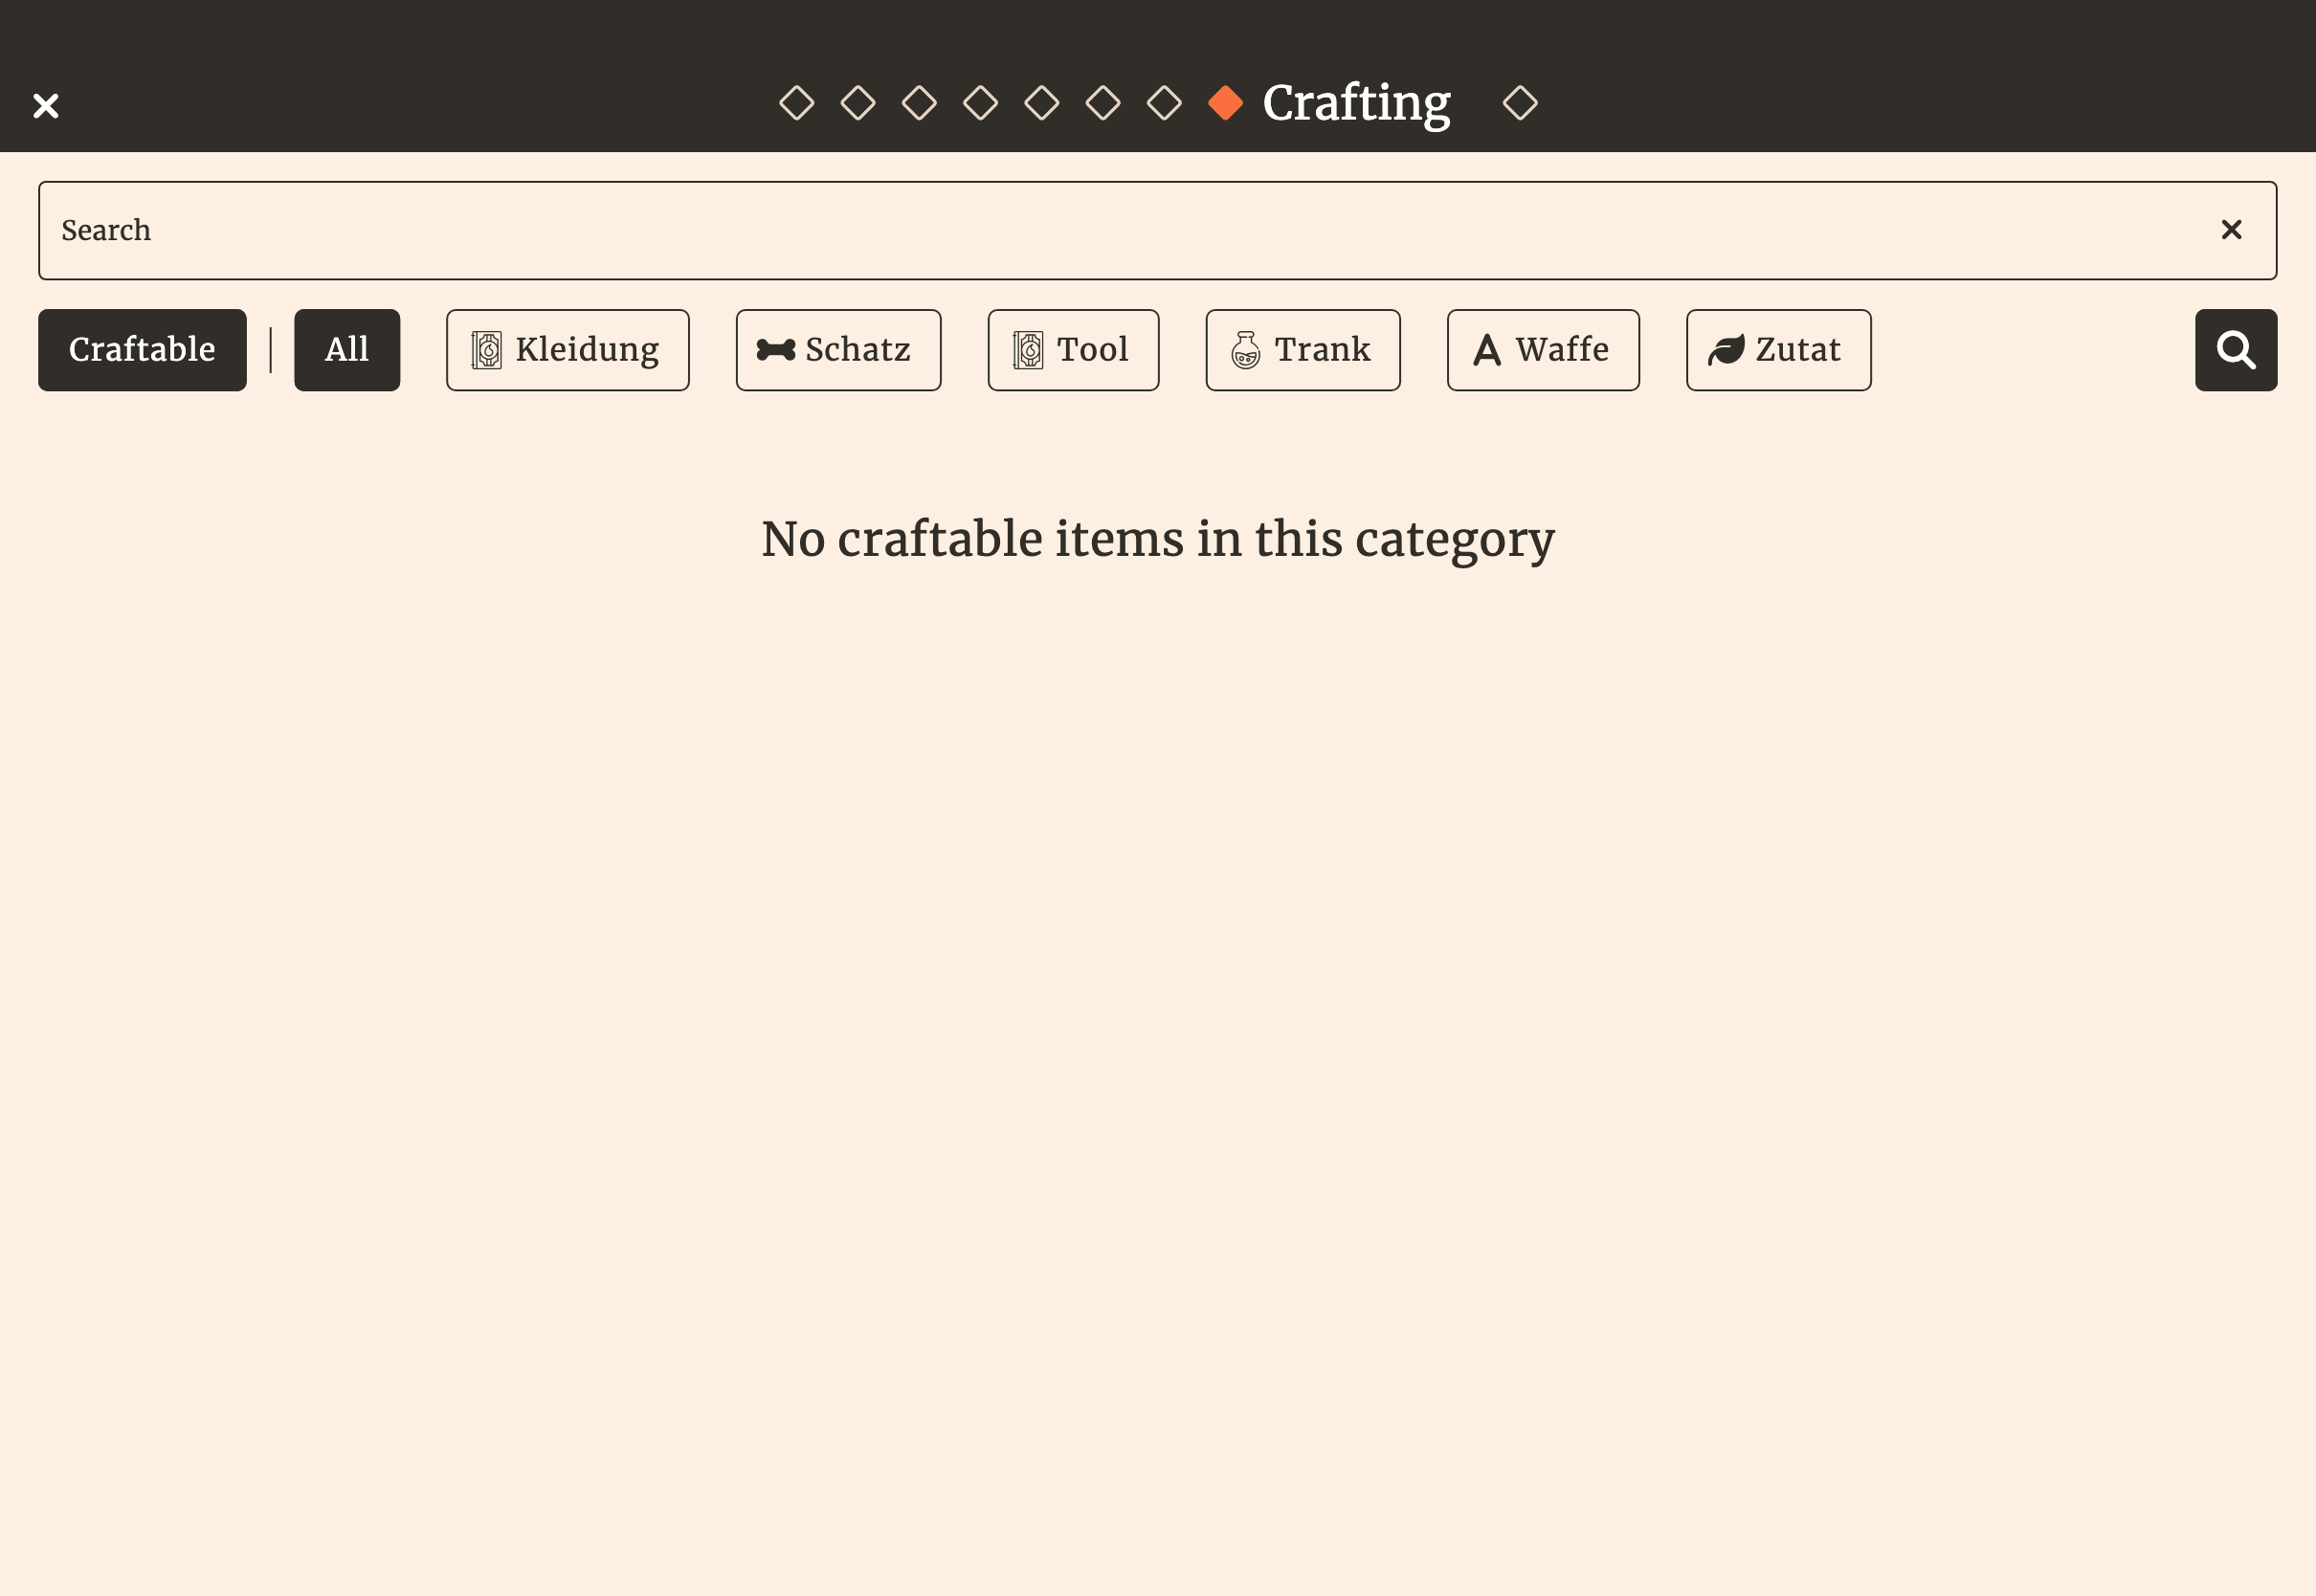 Crafting
Search
Craftable All Kleidung Schatz Tool Trank Waffe Zutat
No craftable items in this category